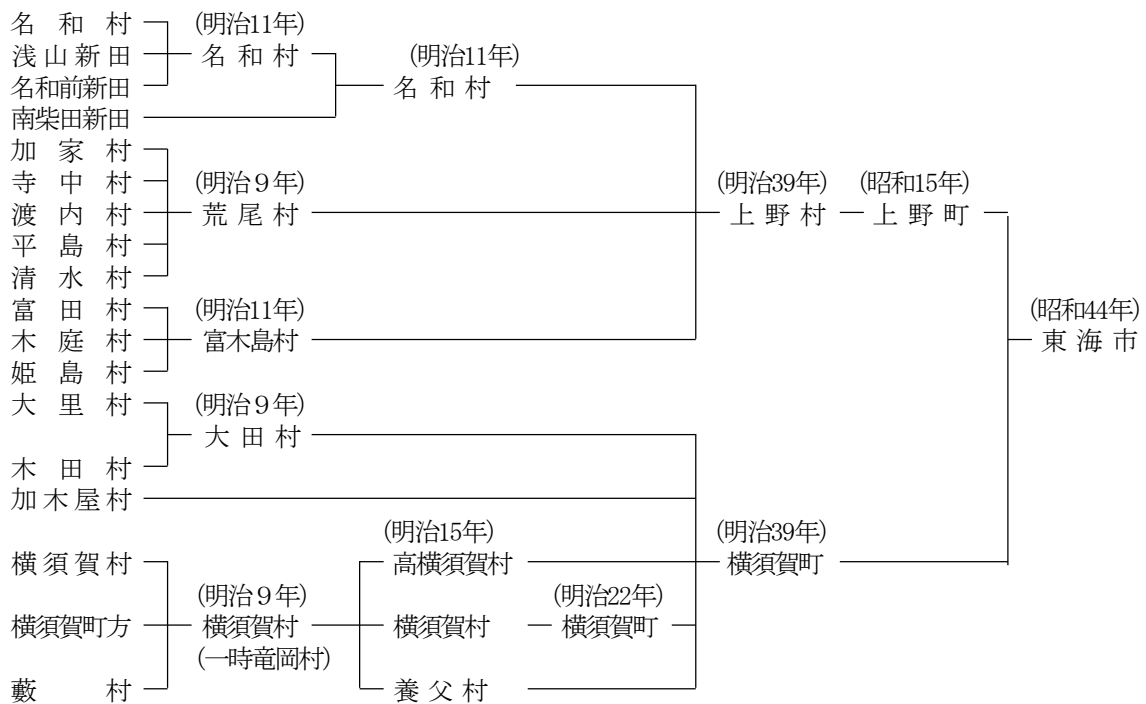 名和村 (明治11年)
浅山新田 名和村 (明治11年)
名和前新田 名和村
南柴田新田
加家村
寺中村 (明治9年) (明治39年) (昭和15年)
渡内村 荒尾村 上野村 上野町
平島村
清水村
富田村 (明治11年) (昭和44年)
木庭村 富木島村 東海市
姫島村
大里村 (明治9年)
大田村
木田村
加木屋村
(明治15年) (明治39年)
横須賀村 高横須賀村 横須賀町
(明治9年) (明治22年)
横須賀町方 横須賀村 横須賀村 横須賀町
(一時竜岡村)
藪村 養父村